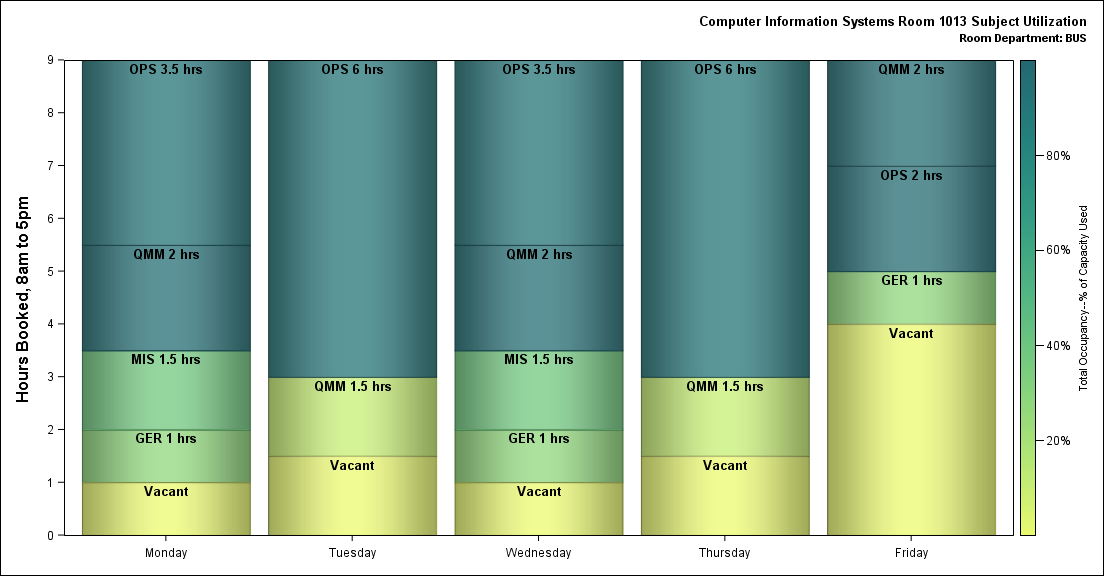 Computer Information Systems Room 1013 Subject Utilization
Room Department: BUS
Hours Booked, 8am to 5pm
9
8
7
6
5
4
3
2
1
0
OPS 3.5 hrs
QMM 2 hrs
MIS 1.5 hrs
GER 1 hrs
Vacant
OPS 6 hrs
QMM 1.5 hrs
Vacant
OPS 3.5 hrs
QMM 2 hrs
MIS 1.5 hrs
GER 1 hrs
Vacant
OPS 6 hrs
QMM 1.5 hrs
Vacant
QMM 2 hrs
OPS 2 hrs
GER 1 hrs
Vacant
Monday
Tuesday
Wednesday
Thursday
Friday
80%
60%
40%
20%
Total Occupancy--% of Capacity Used